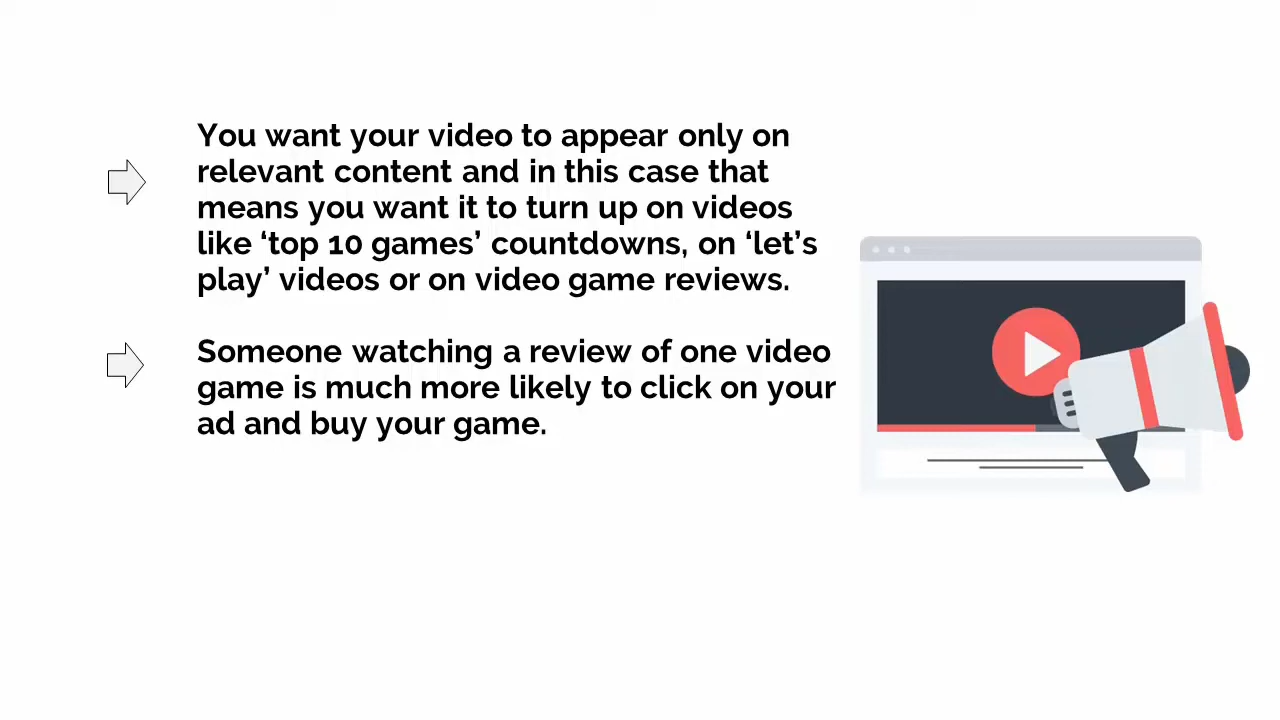 You want your video to appear only on
relevant content and in this case that
means you want it to turn up on videos
like ‘top 10 games’ countdowns, on ‘let’s
play’ videos or on video game reviews.
Someone watching a review of one video
game is much more likely to click on your
ad and buy your game.